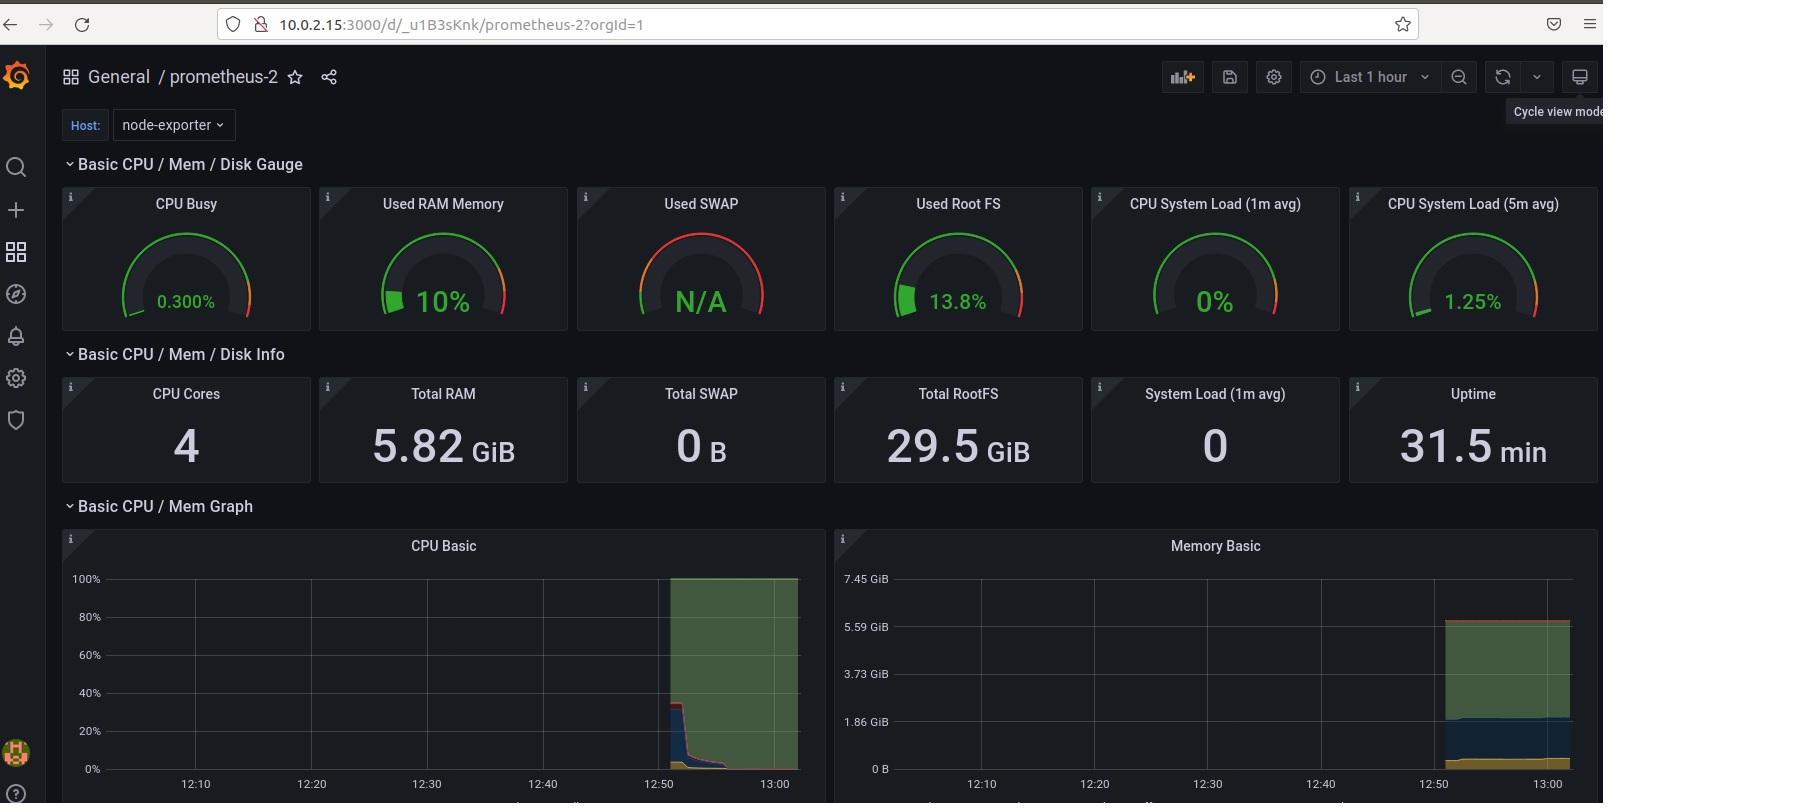 10.0.2.15:3000/d/_u1B3sKnk/prometheus-2?orgId=1
General / prometheus-2
Last 1 hour
Cycle view mode
Host: node-exporter
Basic CPU / Mem / Disk Gauge
CPU Busy
Used RAM Memory
Used SWAP
Used Root FS
CPU System Load (1m avg)
CPU System Load (5m avg)
0.300%
10%
N/A
13.8%
0%
1.25%
Basic CPU / Mem / Disk Info
CPU Cores
Total RAM
Total SWAP
Total RootFS
System Load (1m avg)
Uptime
4
5.82 GiB
0 B
29.5 GiB
0
31.5 min
Basic CPU / Mem Graph
CPU Basic
100%
80%
60%
40%
20%
0%
12:10 12:20 12:30 12:40 12:50 13:00
Memory Basic
7.45 GiB
5.59 GiB
3.73 GiB
1.86 GiB
0 B
12:10 12:20 12:30 12:40 12:50 13:00